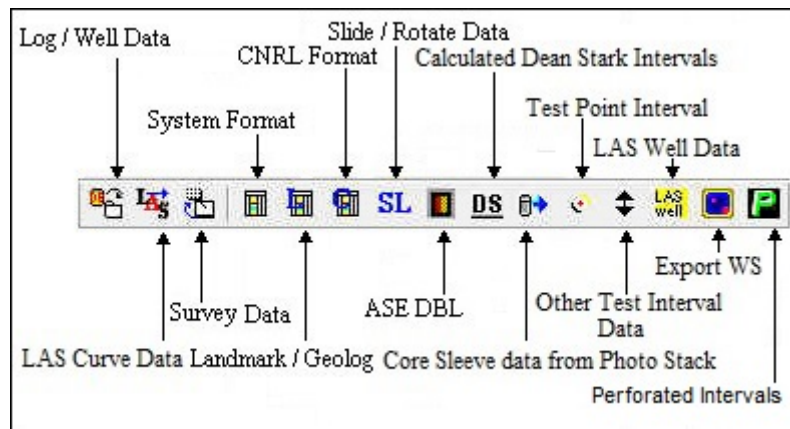 Slide / Rotate Data
Log / Well Data
CNRL Format
Calculated Dean Stark Intervals
Test Point Interval
System Format
LAS Well Data
LAS
SL
DS
LAS
well
P
Export WS
Survey Data
ASE DBL
Other Test Interval
Data
LAS Curve Data
Landmark / Geolog
Core Sleeve data from Photo Stack
Perforated Intervals